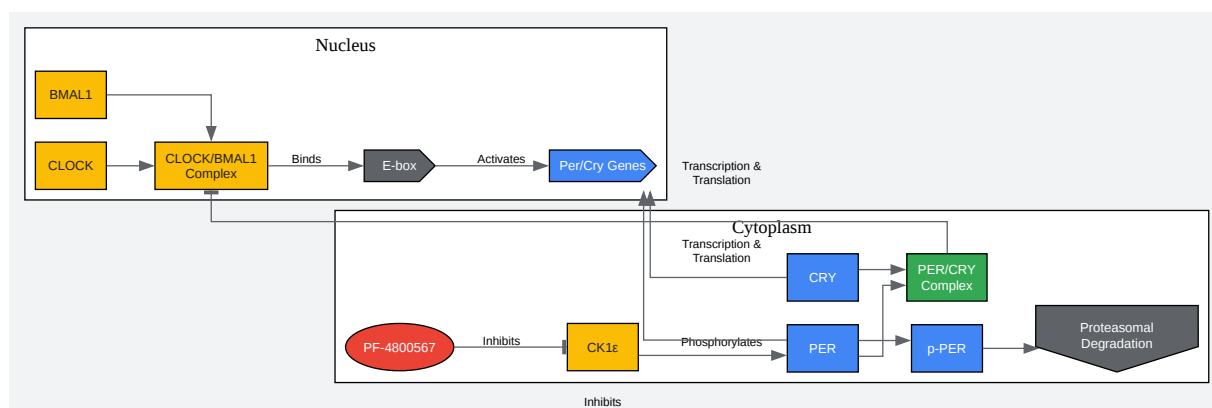 Nucleus
BMAL1
CLOCK
CLOCK/BMAL1
Complex
Binds
E-box
Activates
Per/Cry Genes
Transcription &
Translation
Cytoplasm
Transcription &
Translation
CRY
PER/CRY
Complex
PF-4800567
Inhibits
CK1ε
Phosphorylates
PER
p-PER
Proteasomal
Degradation
Inhibits